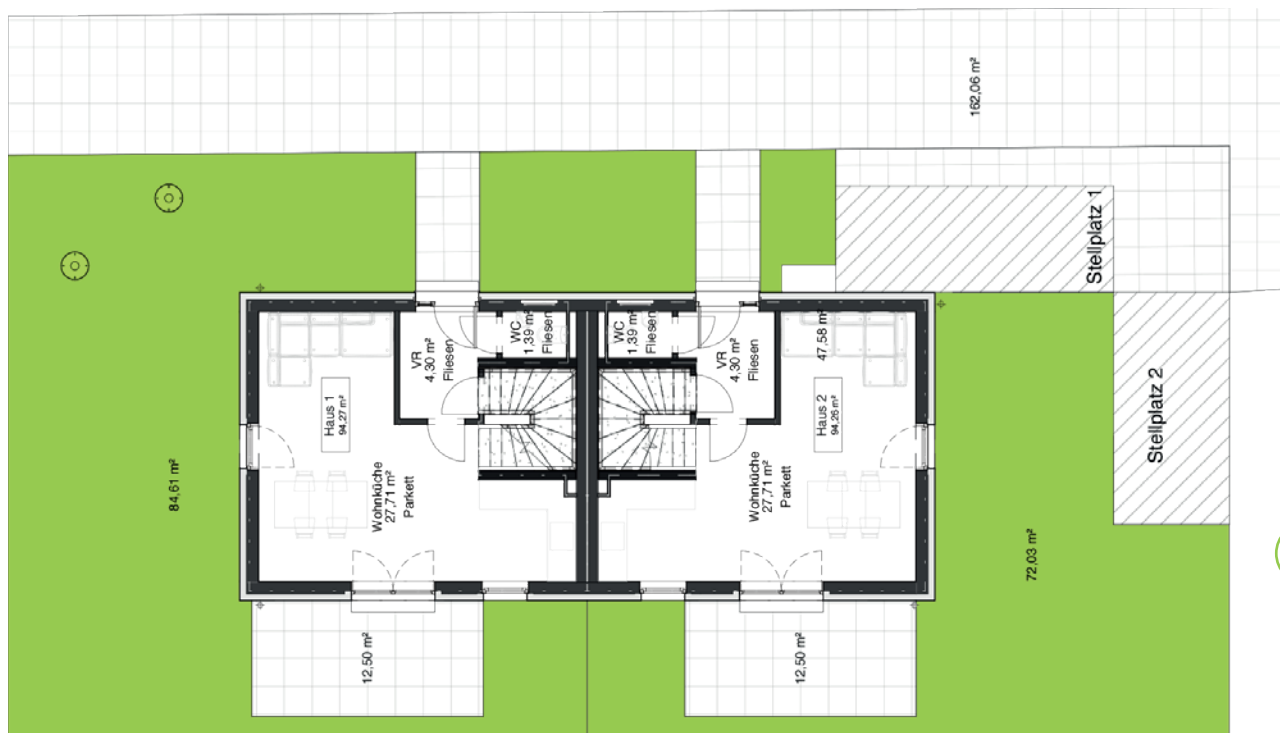 162,06 m²
Stellplatz 1
Stellplatz 2
WC
1,39 m²
Fliesen
WC
1,39 m²
Fliesen
VR
4,30 m²
Fliesen
VR
4,30 m²
Fliesen
47,58 m²
Haus 1
94,27 m²
Haus 2
94,26 m²
84,61 m²
Wohnküche
27,71 m²
Parkett
Wohnküche
27,71 m²
Parkett
72,03 m²
12,50 m²
12,50 m²